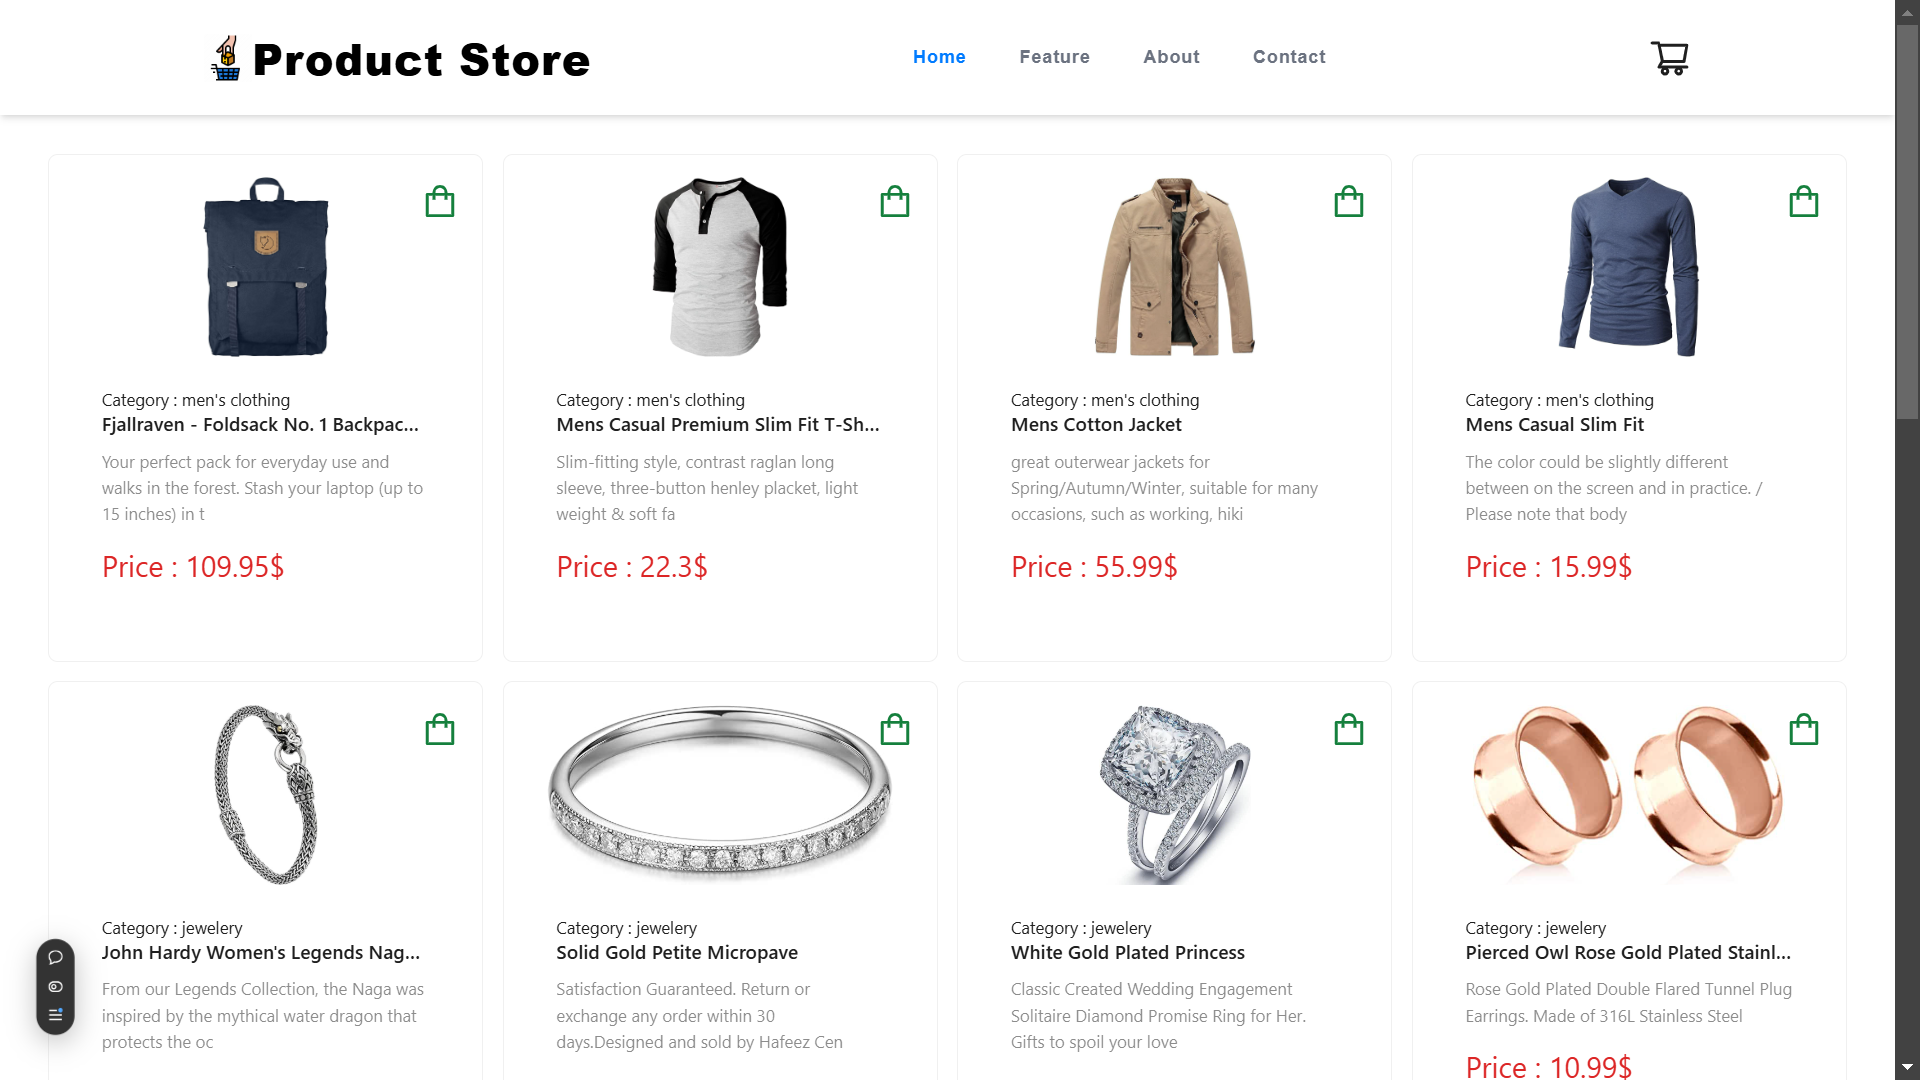 Product Store
Home
Feature
About
Contact
Category : men's clothing
Fjallraven - Foldsack No. 1 Backpac...
Your perfect pack for everyday use and
walks in the forest. Stash your laptop (up to
15 inches) in t
Price : 109.95$
Category : men's clothing
Mens Casual Premium Slim Fit T-Sh...
Slim-fitting style, contrast raglan long
sleeve, three-button henley placket, light
weight & soft fa
Price : 22.3$
Category : men's clothing
Mens Cotton Jacket
great outerwear jackets for
Spring/Autumn/Winter, suitable for many
occasions, such as working, hiki
Price : 55.99$
Category : men's clothing
Mens Casual Slim Fit
The color could be slightly different
between on the screen and in practice. /
Please note that body
Price : 15.99$
Category : jewelery
John Hardy Women's Legends Nag...
From our Legends Collection, the Naga was
inspired by the mythical water dragon that
protects the oc
Category : jewelery
Solid Gold Petite Micropave
Satisfaction Guaranteed. Return or
exchange any order within 30
days.Designed and sold by Hafeez Cen
Category : jewelery
White Gold Plated Princess
Classic Created Wedding Engagement
Solitaire Diamond Promise Ring for Her.
Gifts to spoil your love
Category : jewelery
Pierced Owl Rose Gold Plated Stainl...
Rose Gold Plated Double Flared Tunnel Plug
Earrings. Made of 316L Stainless Steel
Price : 10.99$